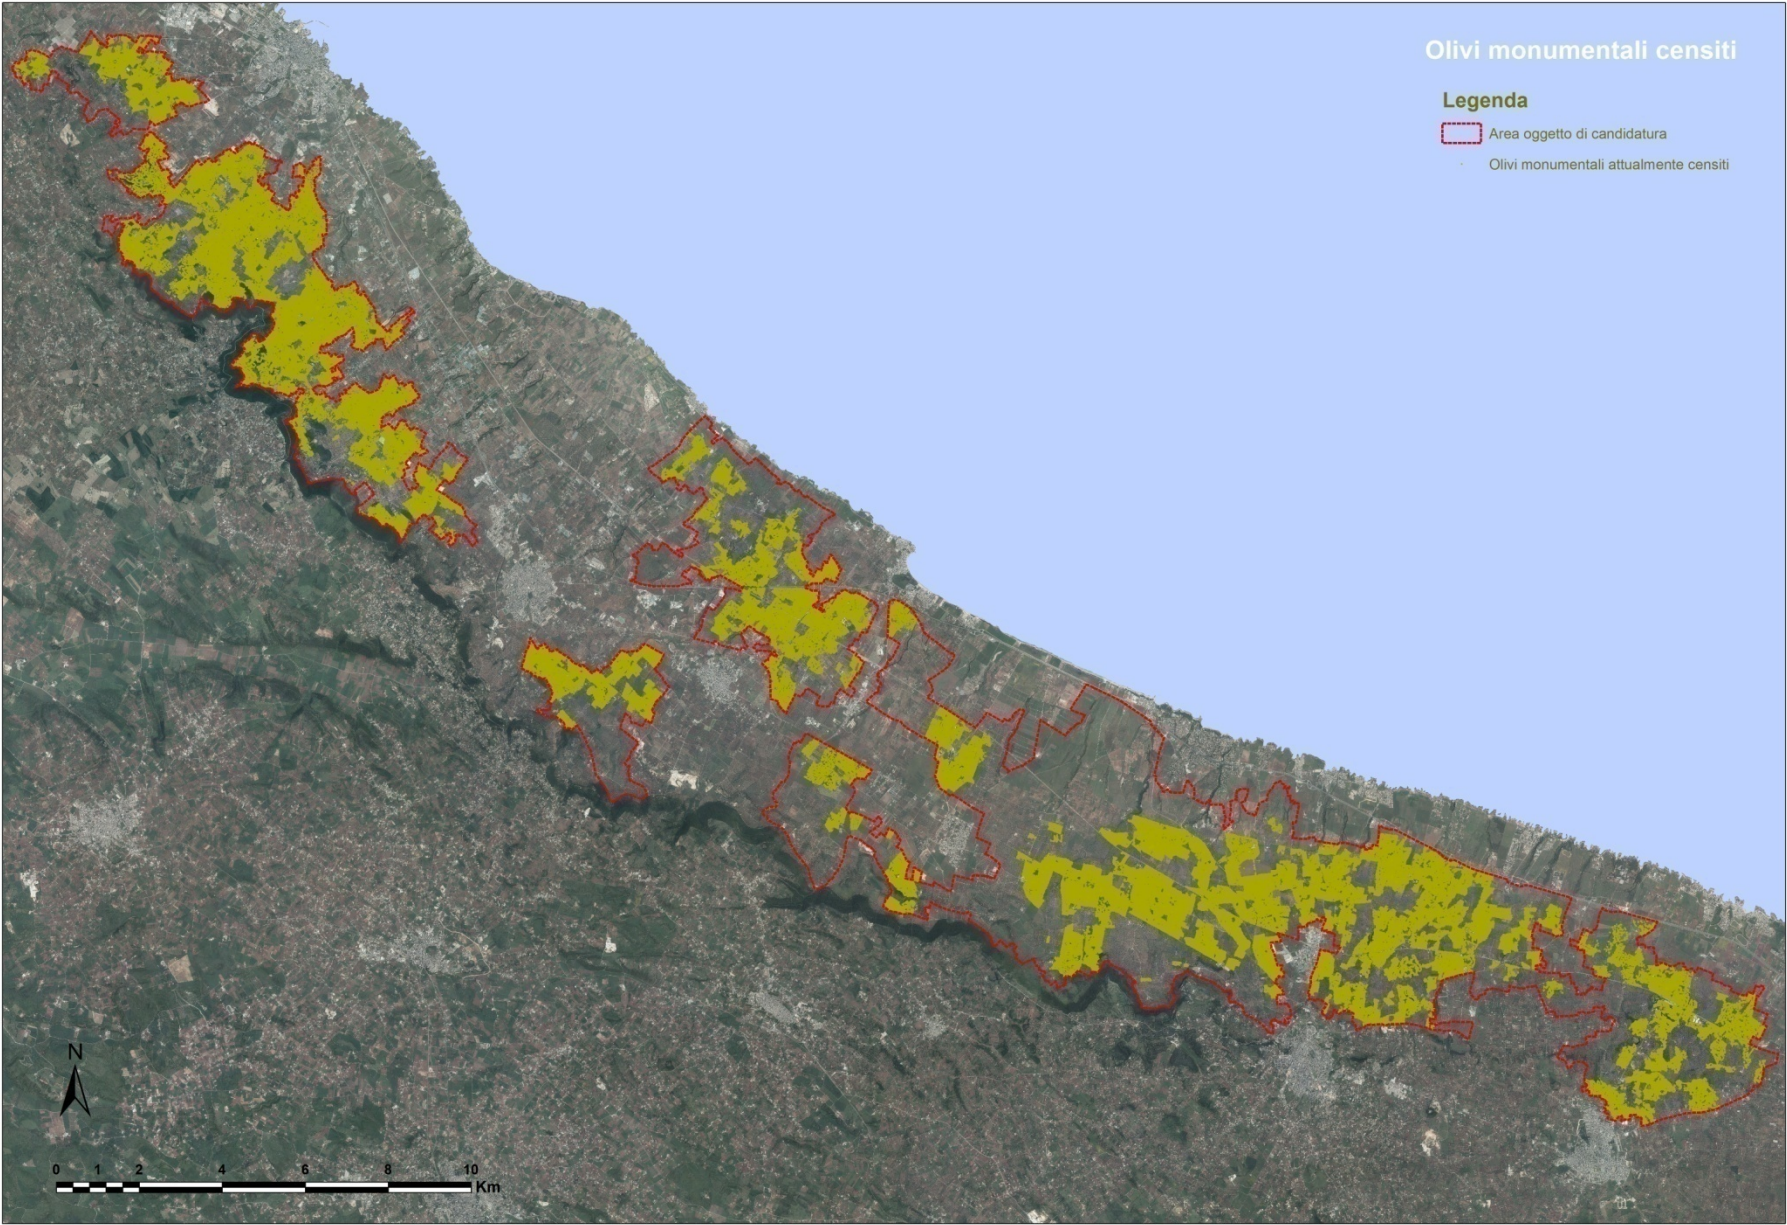 Olivi monumentali censiti
Legenda
Area oggetto di candidatura
Olivi monumentali attualmente censiti
N
0 1 2 4 6 8 10
Km